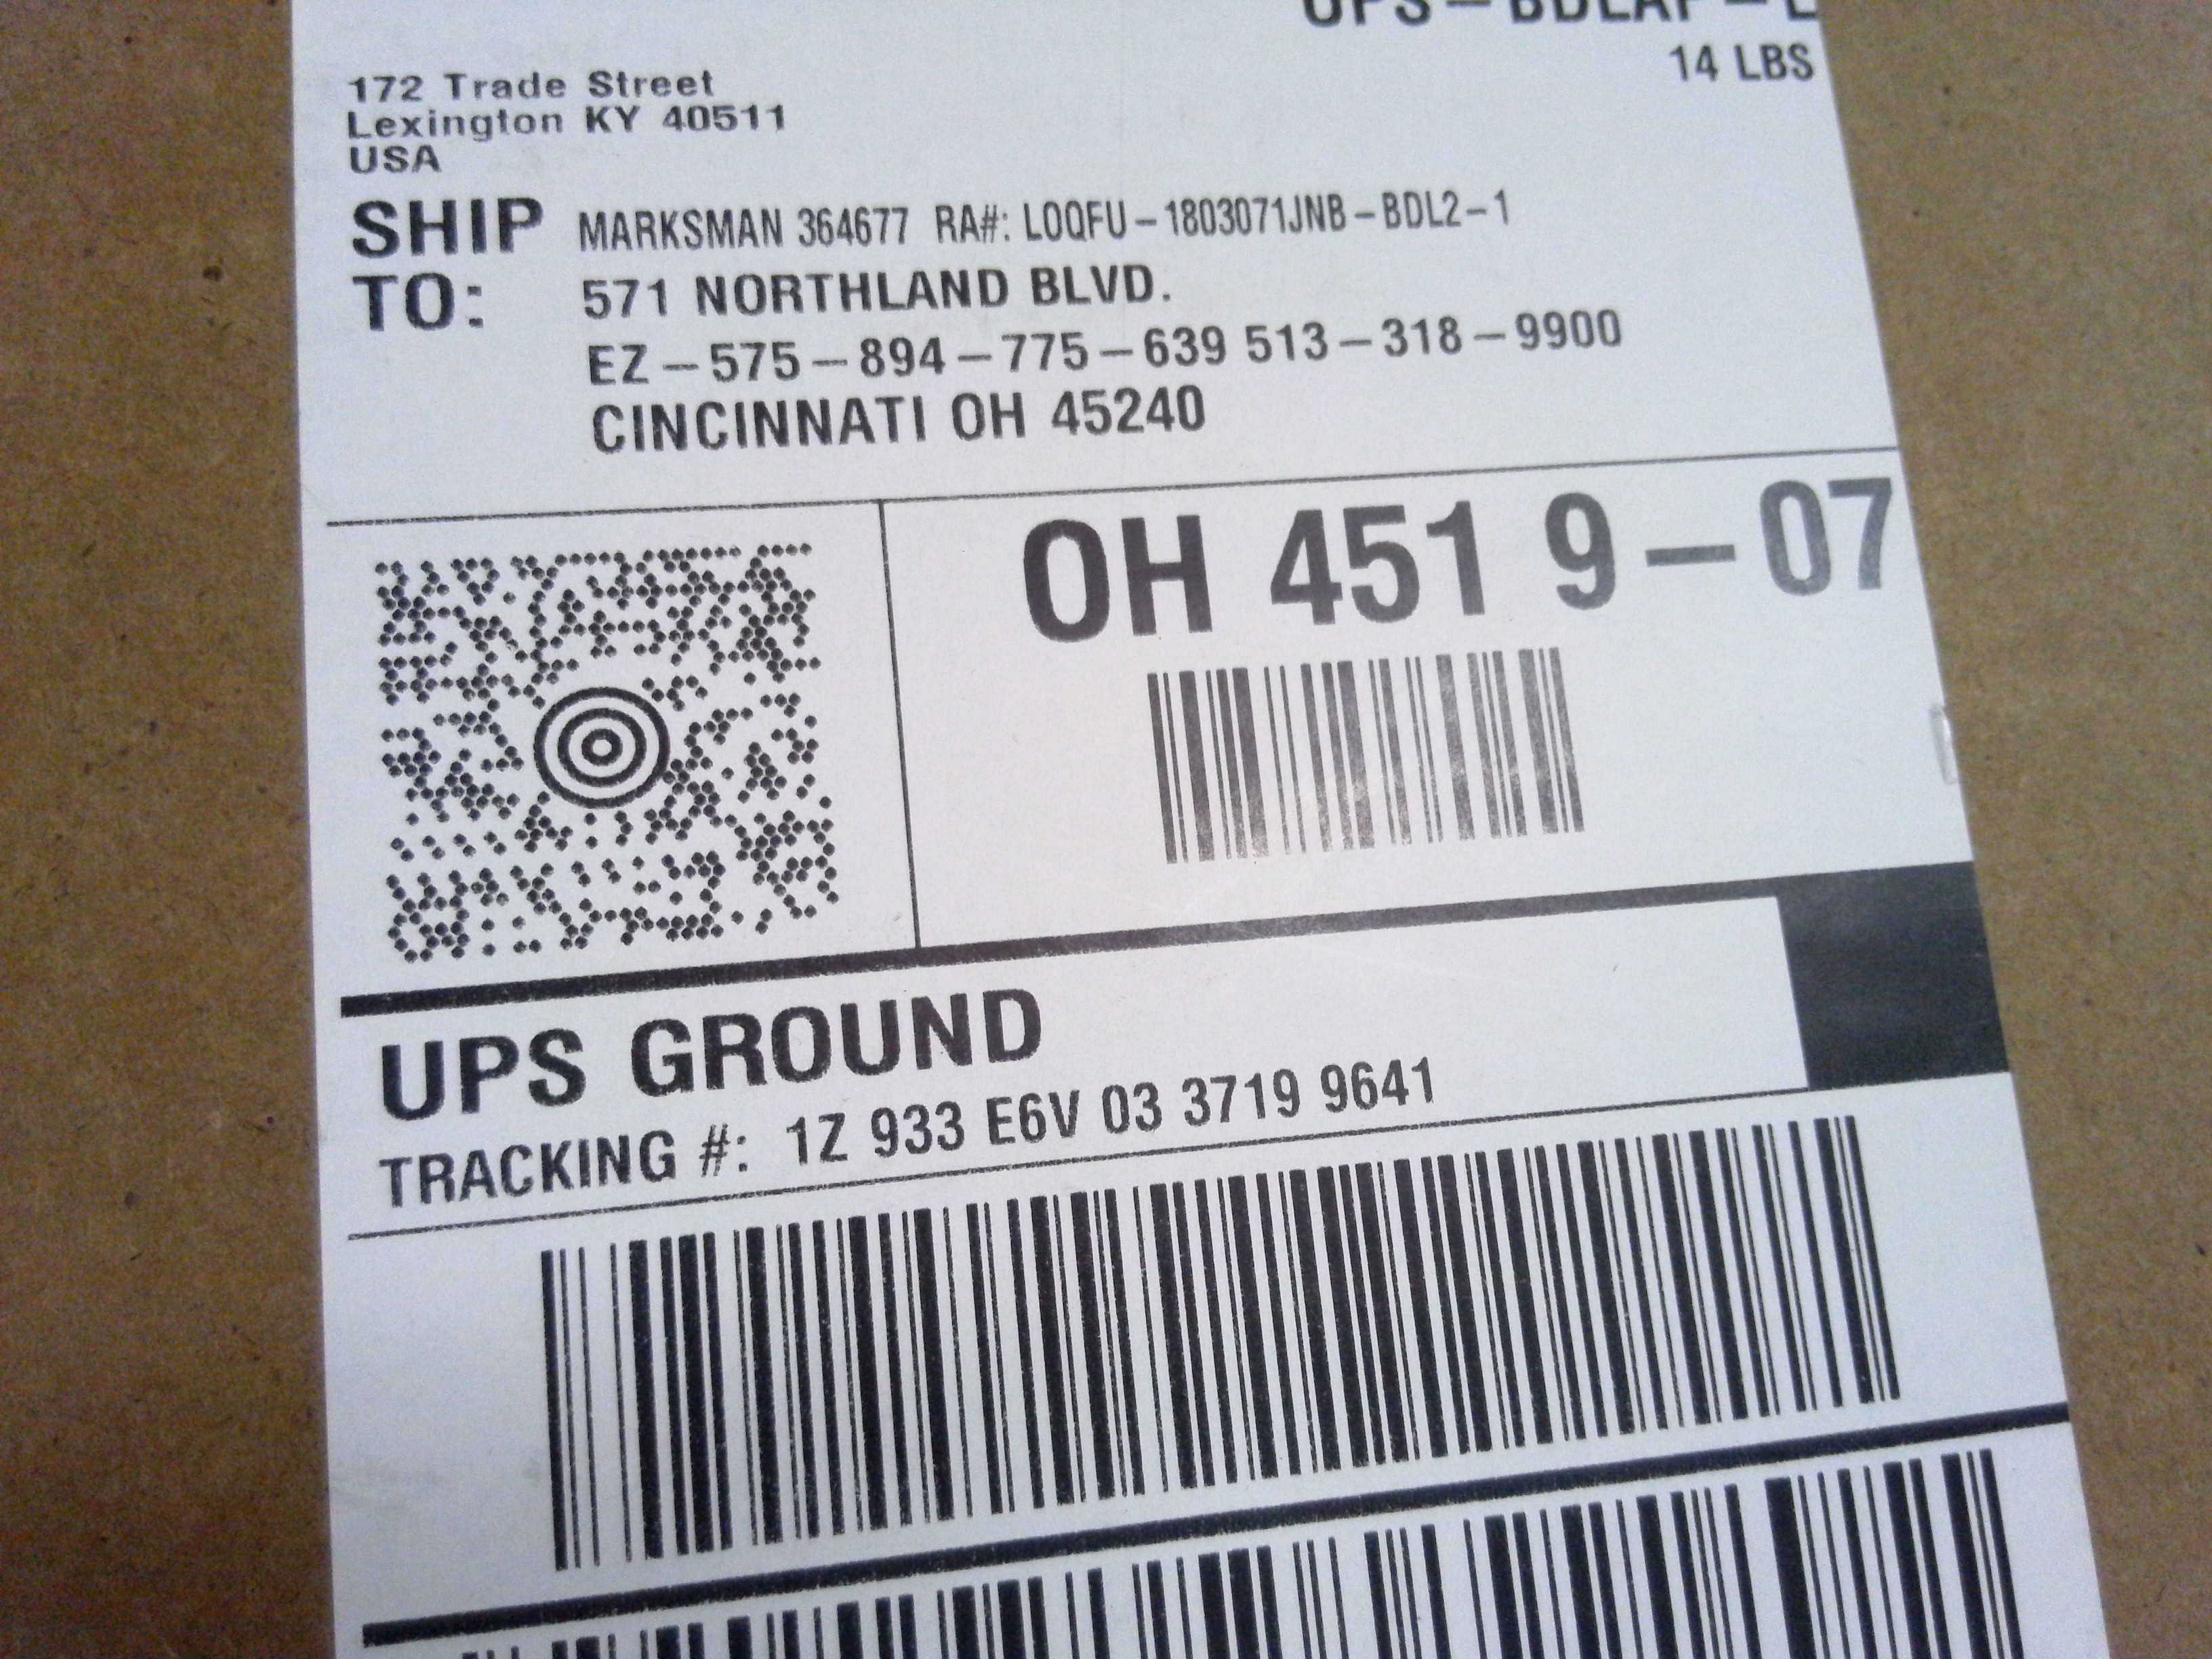 UPS-BDLAP-L
14 LBS
172 Trade Street
Lexington KY 40511
USA
SHIP TO:
MARKSMAN 364677 RA#: LOQFU-1803071JNB-BDL2-1
571 NORTHLAND BLVD.
EZ-575-894-775-639 513-318-9900
CINCINNATI OH 45240
OH 451 9-07
UPS GROUND
TRACKING #: 1Z 933 E6V 03 3719 9641